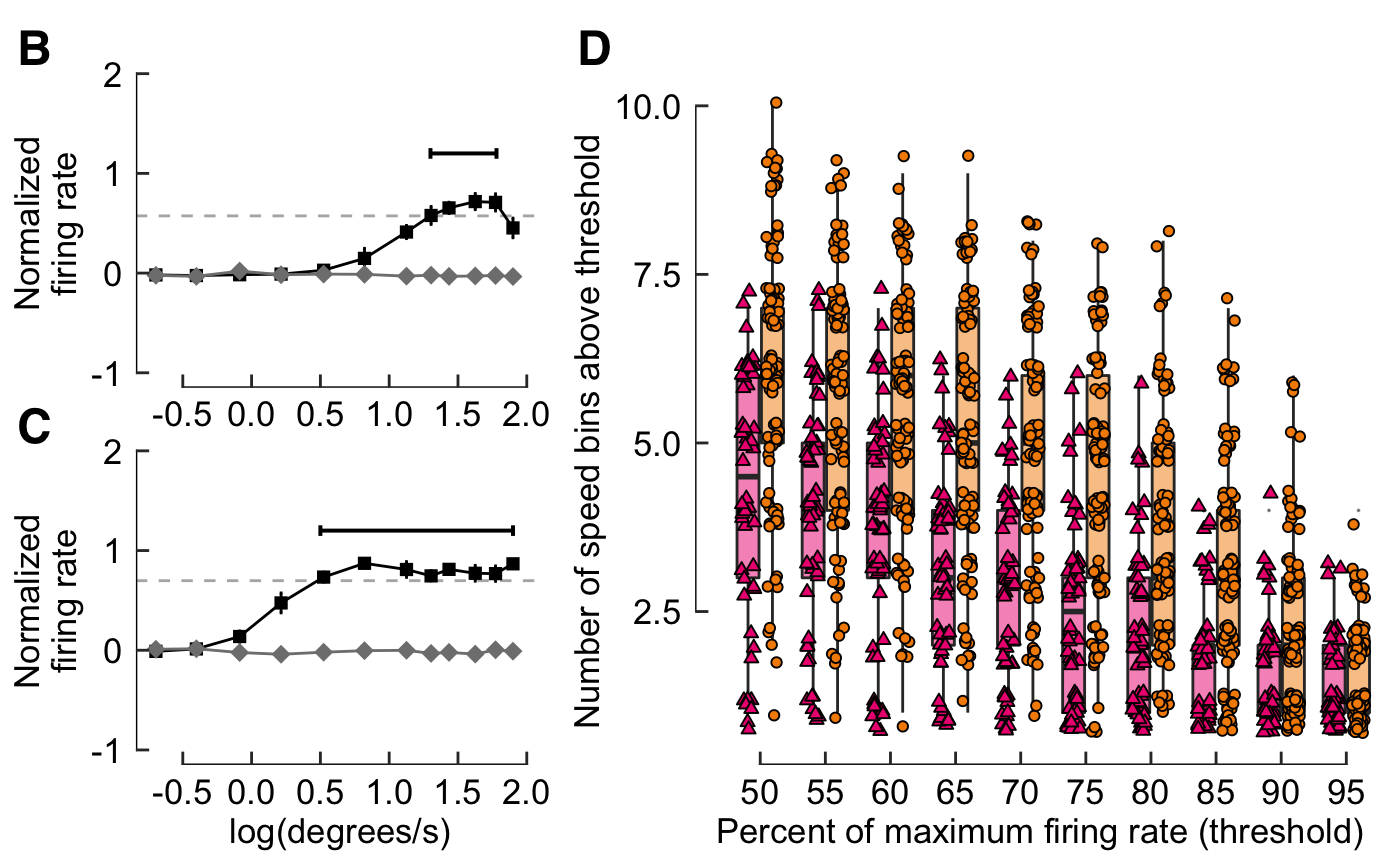 B
2
1
0
-1
Normalized
firing rate
-0.5 0.0 0.5 1.0 1.5 2.0
C
2
1
0
-1
Normalized
firing rate
-0.5 0.0 0.5 1.0 1.5 2.0
log(degrees/s)
D
10.0
7.5
5.0
2.5
Number of speed bins above threshold
50 55 60 65 70 75 80 85 90 95
Percent of maximum firing rate (threshold)